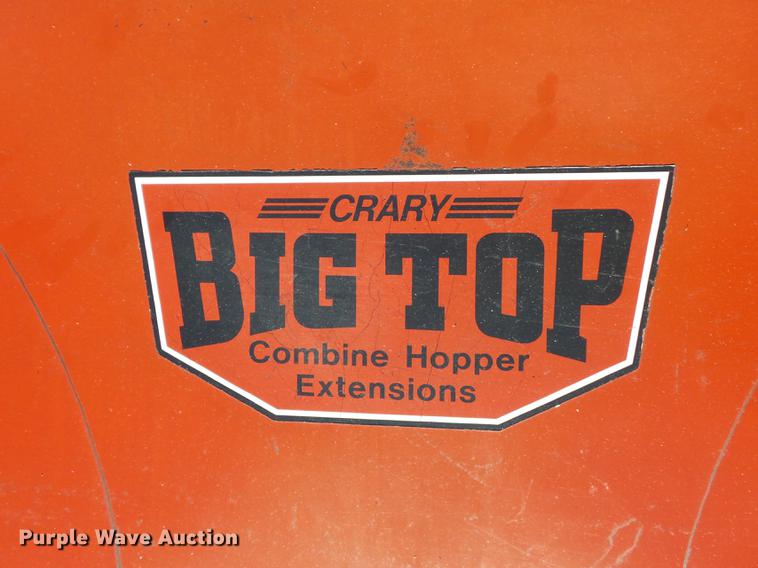 CRARY
BIG TOP
Combine Hopper
Extensions
Purple Wave Auction